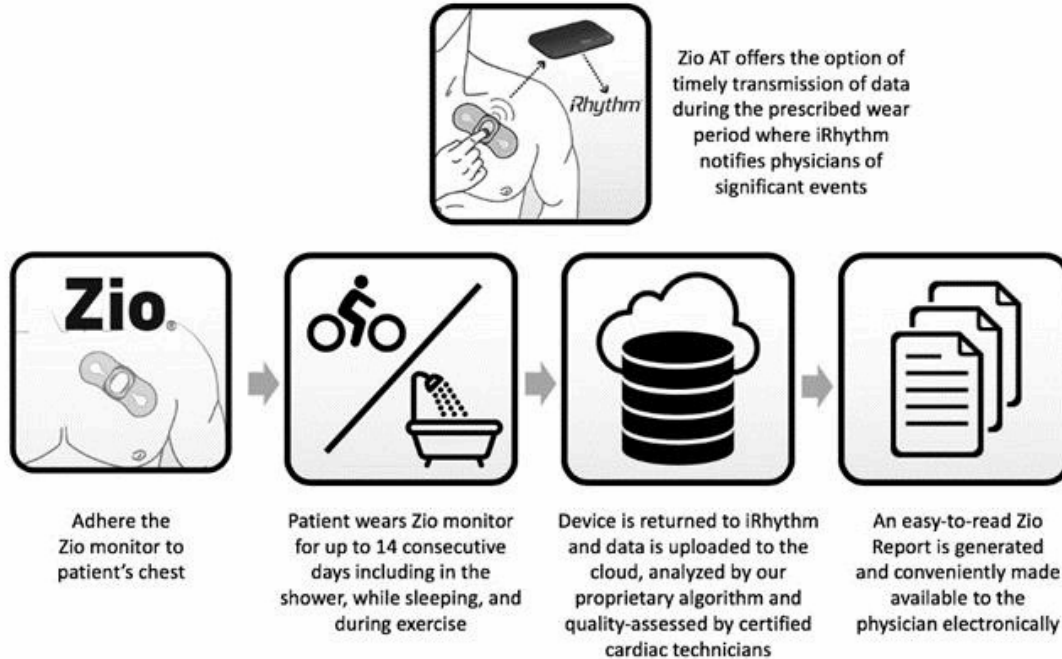 Zio AT offers the option of
timely transmission of data
during the prescribed wear
period where iRhythm
notifies physicians of
significant events
iRhythm
Zio®
Adhere the
Zio monitor to
patient's chest
Patient wears Zio monitor
for up to 14 consecutive
days including in the
shower, while sleeping, and
during exercise
Device is returned to iRhythm
and data is uploaded to the
cloud, analyzed by our
proprietary algorithm and
quality-assessed by certified
cardiac technicians
An easy-to-read Zio
Report is generated
and conveniently made
available to the
physician electronically